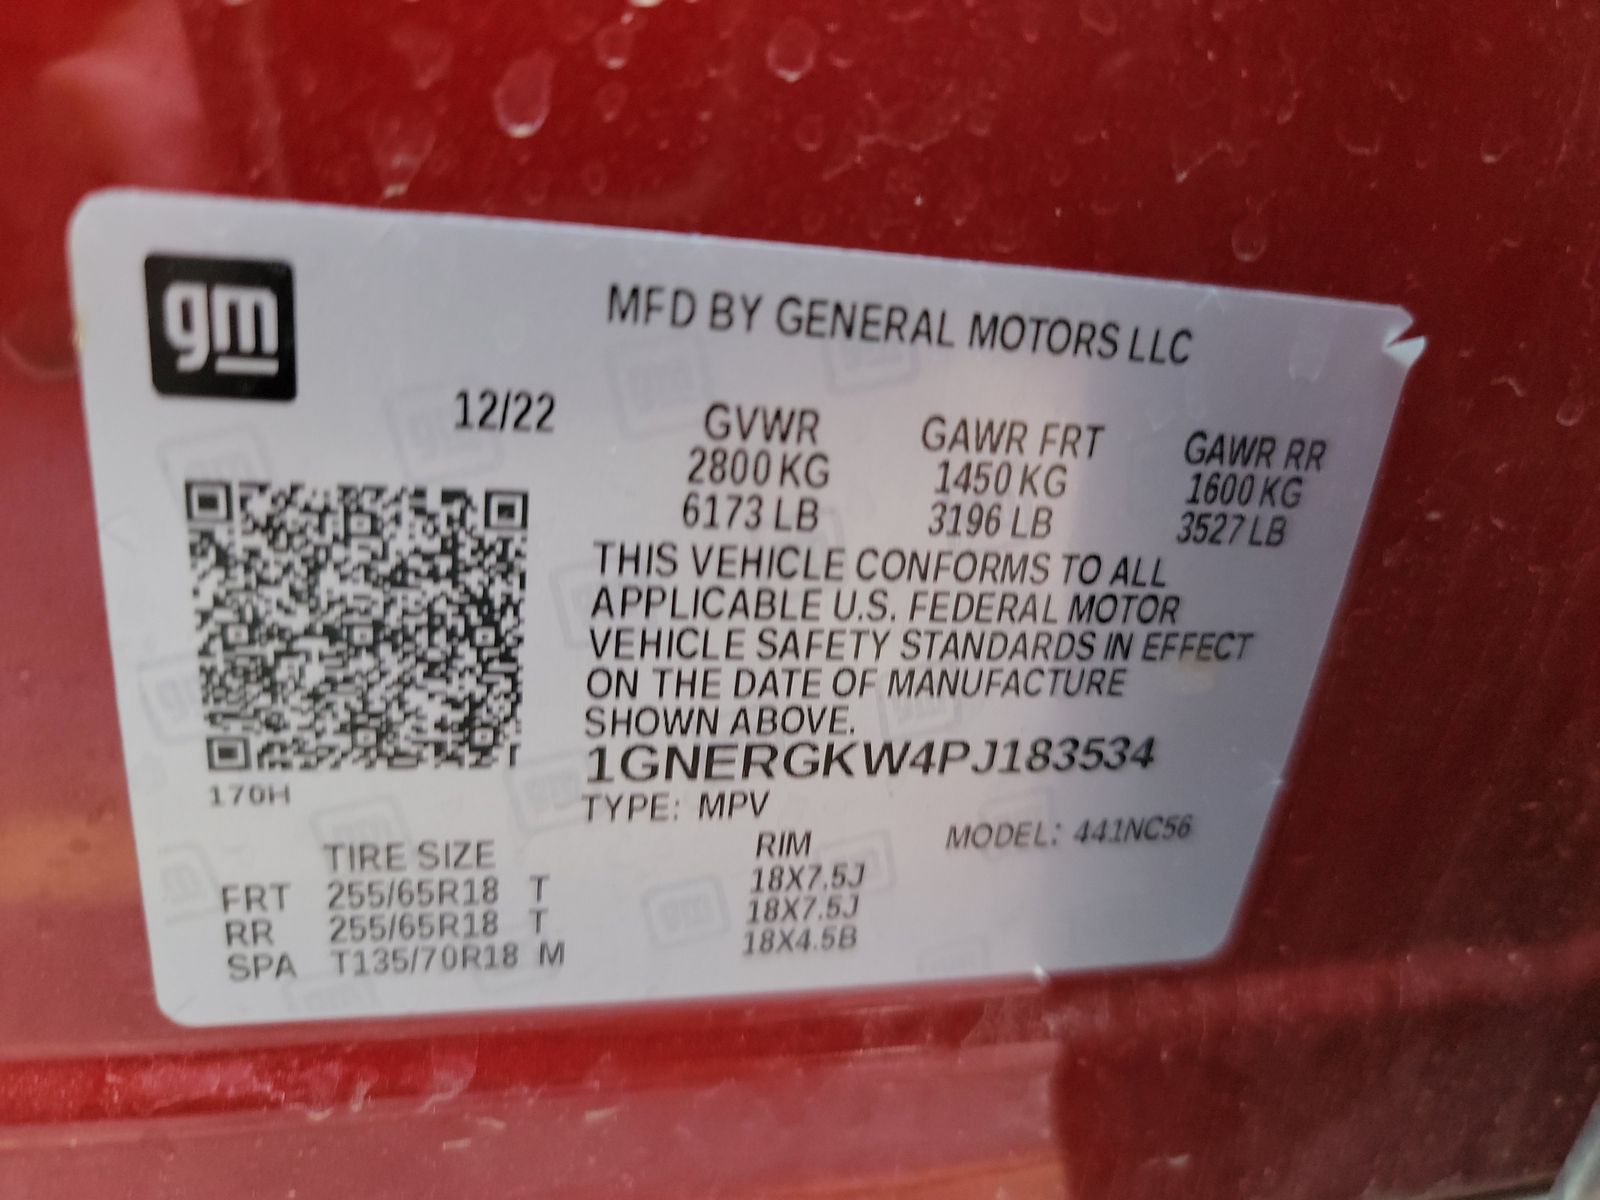 gm
MFD BY GENERAL MOTORS LLC
12/22
GVWR GAWR FRT GAWR RR
2800 KG 1450 KG 1600 KG
6173 LB 3196 LB 3527 LB
THIS VEHICLE CONFORMS TO ALL
APPLICABLE U.S. FEDERAL MOTOR
VEHICLE SAFETY STANDARDS IN EFFECT
ON THE DATE OF MANUFACTURE
SHOWN ABOVE.
1GNERGKW4PJ183534
170H
TYPE: MPV MODEL: 441NC56
TIRE SIZE RIM
FRT 255/65R18 T 18X7.5J
RR 255/65R18 T 18X7.5J
SPA T135/70R18 M 18X4.5B